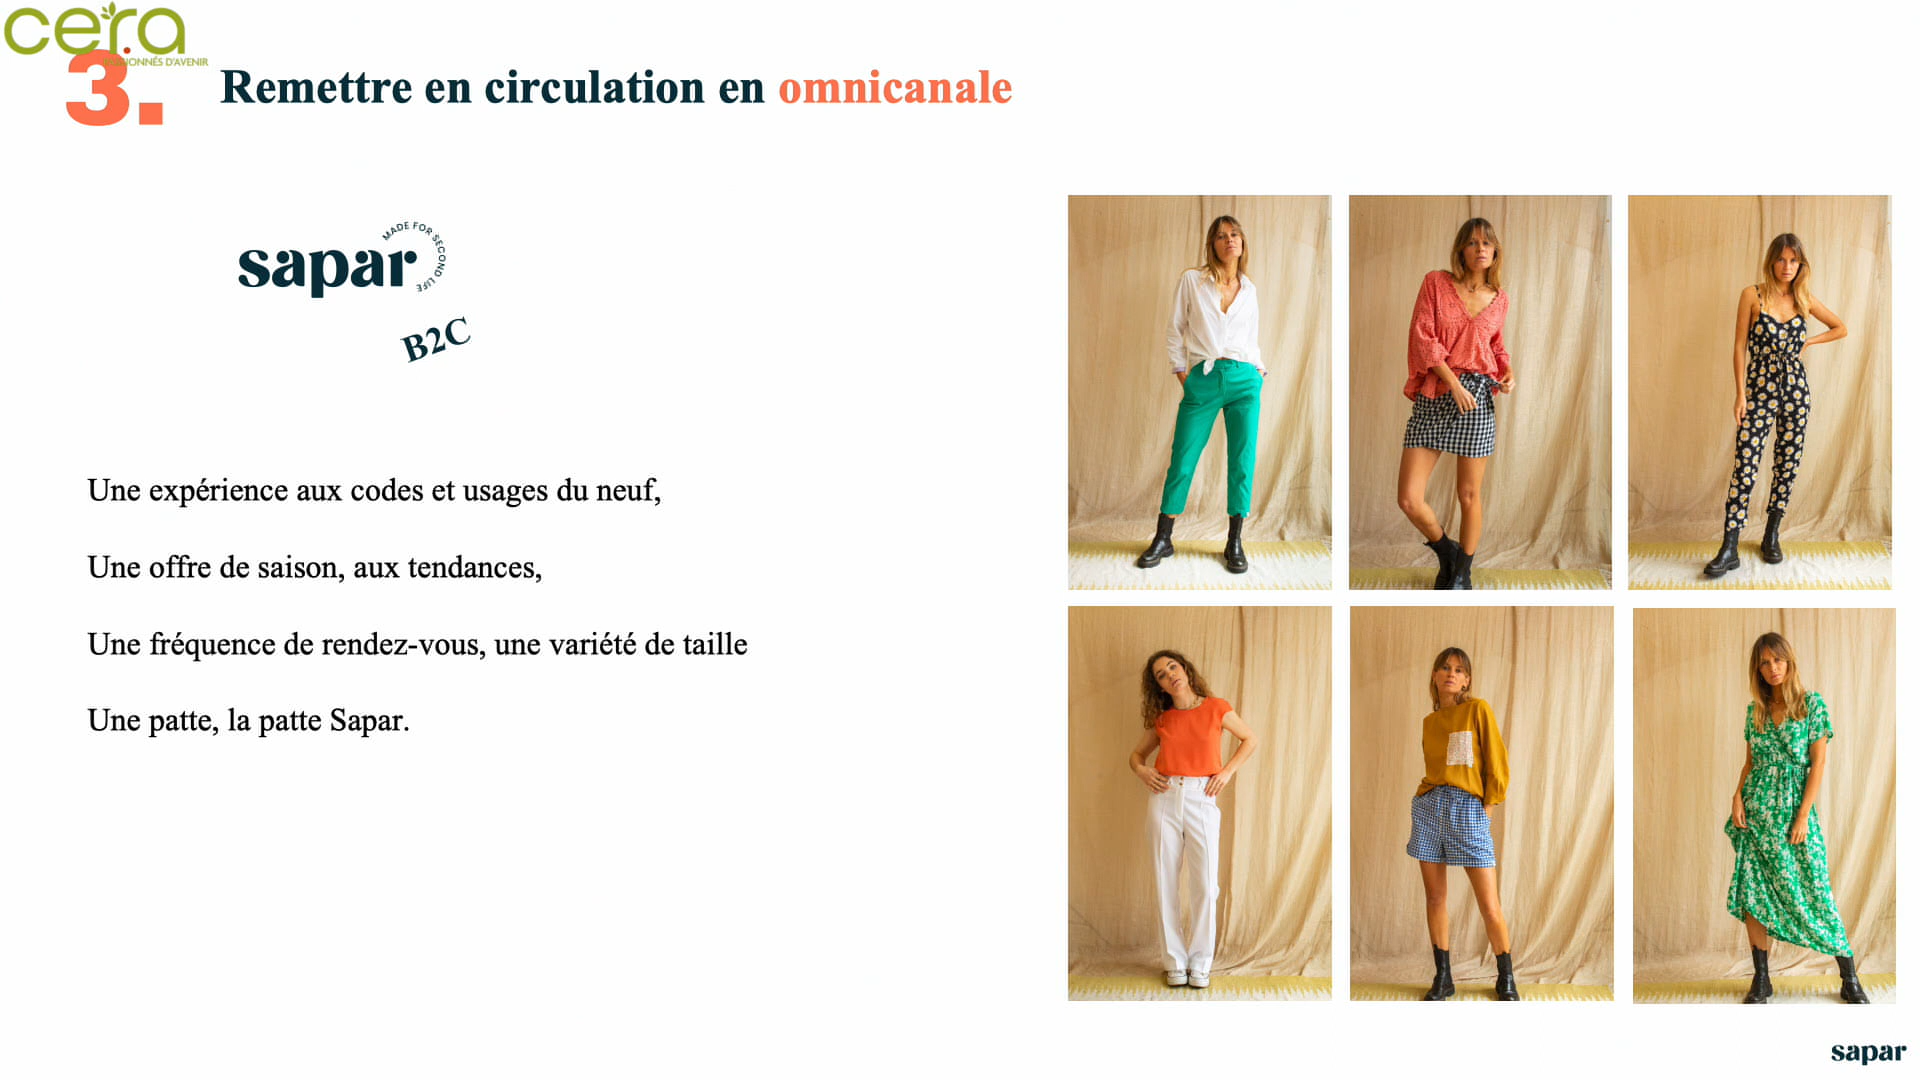 cera
PASSIONNÉS D'AVENIR
3.
Remettre en circulation en omnicanale
sapar
MADE FOR SECOND LIFE
B2C
Une expérience aux codes et usages du neuf,
Une offre de saison, aux tendances,
Une fréquence de rendez-vous, une variété de taille
Une patte, la patte Sapar.
sapar